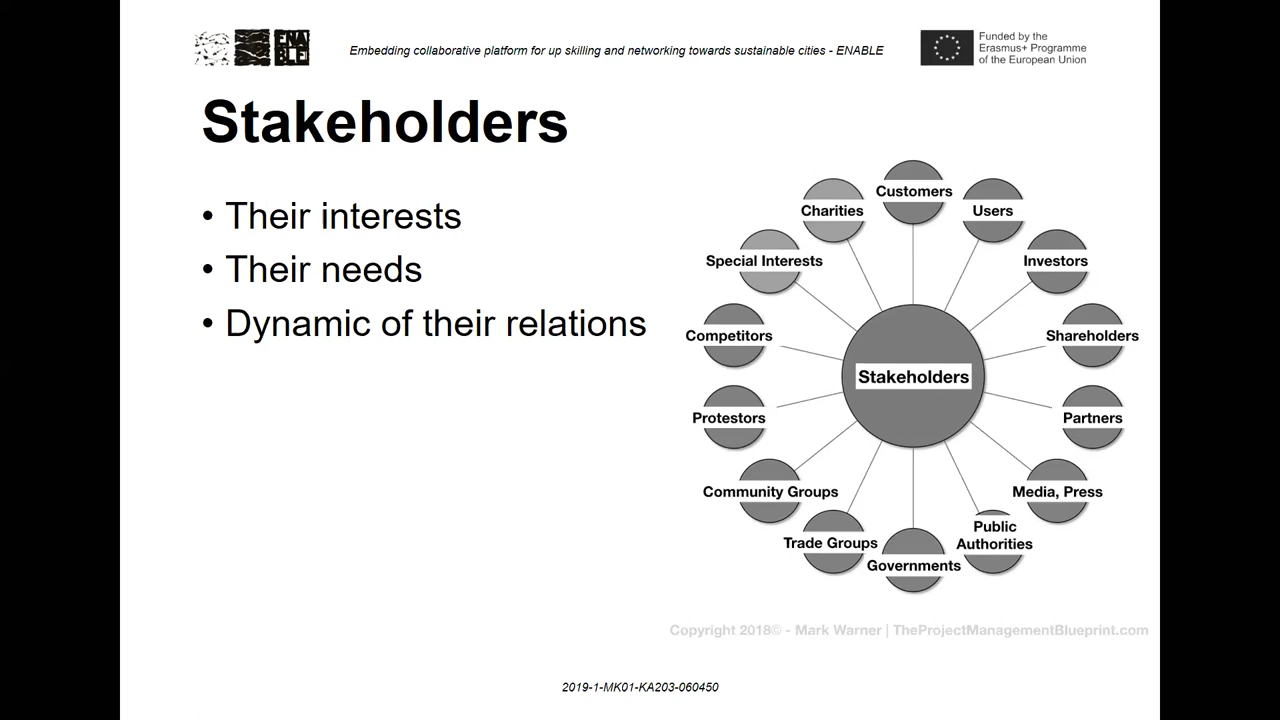 ENA
BLE
Embedding collaborative platform for up skilling and networking towards sustainable cities - ENABLE
Funded by the
Erasmus+ Programme
of the European Union
Stakeholders
• Their interests
• Their needs
• Dynamic of their relations
Customers
Charities
Users
Special Interests
Investors
Competitors
Shareholders
Stakeholders
Protestors
Partners
Community Groups
Media, Press
Trade Groups
Public
Authorities
Governments
Copyright 2018© - Mark Warner | TheProjectManagementBlueprint.com
2019-1-MK01-KA203-060450